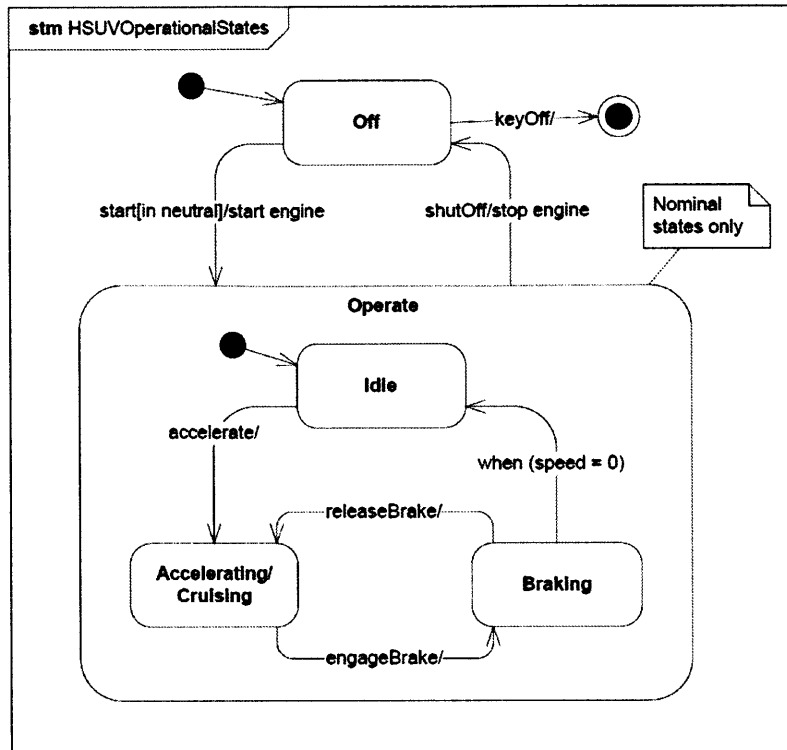 stm HSUVOperationalStates
Off
keyOff/
start[in neutral]/start engine
shutOff/stop engine
Nominal
states only
Operate
Idle
accelerate/
when (speed = 0)
releaseBrake/
Accelerating/
Cruising
Braking
engageBrake/